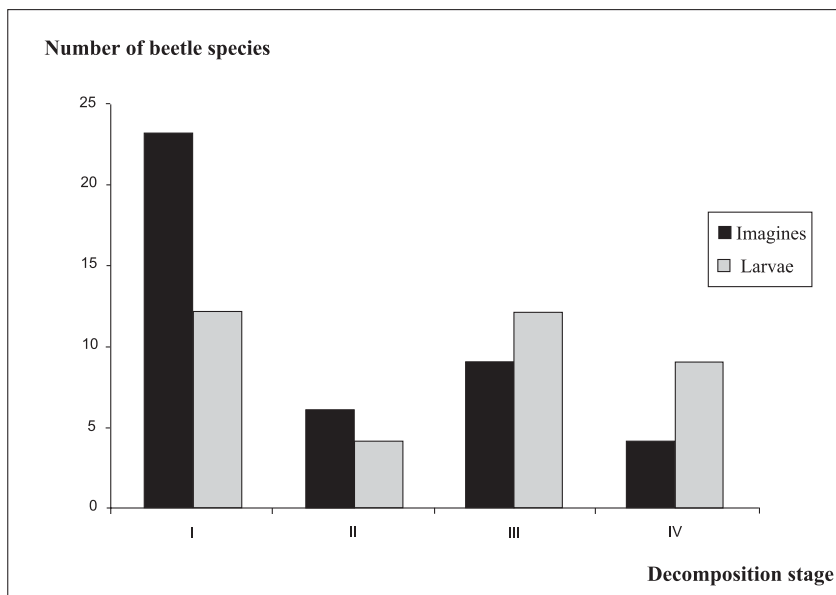 Number of beetle species
25
20
15
10
5
0
I II III IV
Imagines
Larvae
Decomposition stage